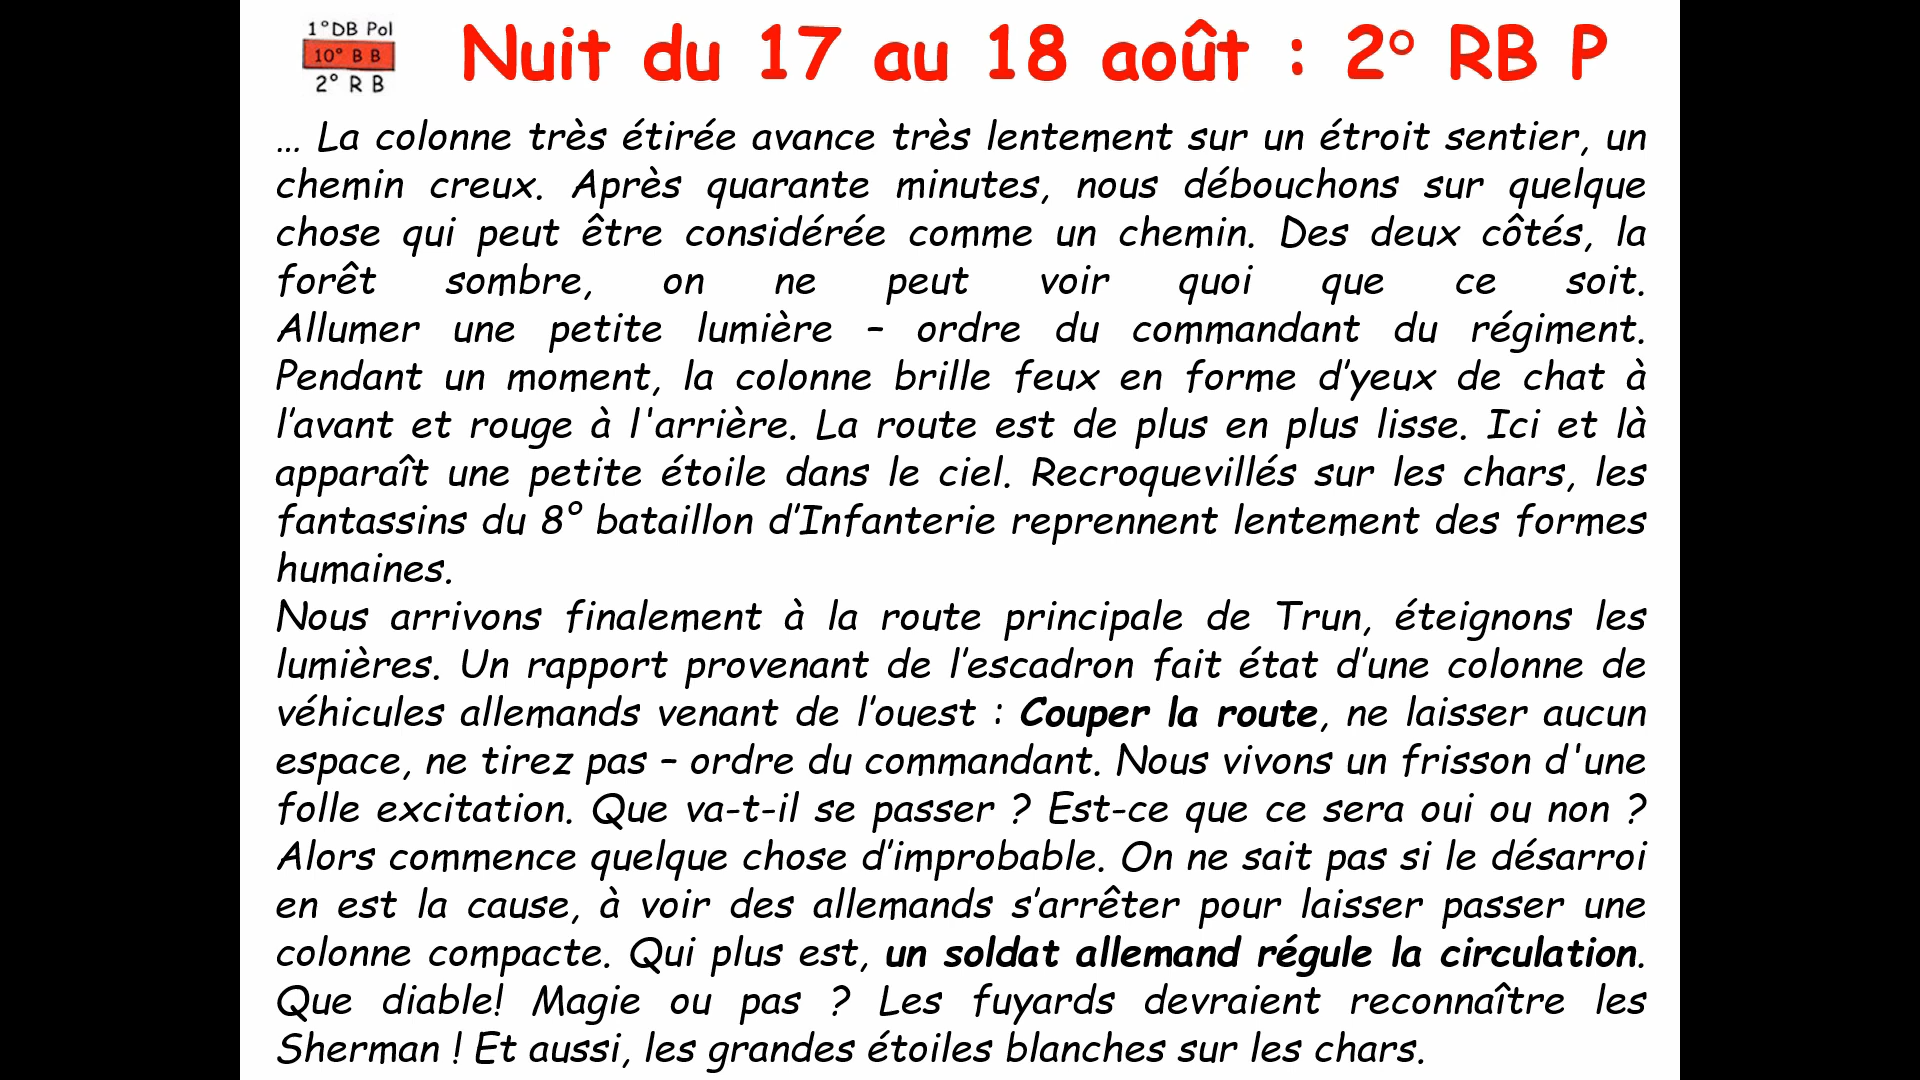 1°DB Pol
10° B B
2° R B
Nuit du 17 au 18 août : 2° RB P
… La colonne très étirée avance très lentement sur un étroit sentier, un
chemin creux. Après quarante minutes, nous débouchons sur quelque
chose qui peut être considérée comme un chemin. Des deux côtés, la
forêt sombre, on ne peut voir quoi que ce soit.
Allumer une petite lumière – ordre du commandant du régiment.
Pendant un moment, la colonne brille feux en forme d’yeux de chat à
l’avant et rouge à l'arrière. La route est de plus en plus lisse. Ici et là
apparaît une petite étoile dans le ciel. Recroquevillés sur les chars, les
fantassins du 8° bataillon d’Infanterie reprennent lentement des formes
humaines.
Nous arrivons finalement à la route principale de Trun, éteignons les
lumières. Un rapport provenant de l’escadron fait état d’une colonne de
véhicules allemands venant de l’ouest : Couper la route, ne laisser aucun
espace, ne tirez pas – ordre du commandant. Nous vivons un frisson d'une
folle excitation. Que va-t-il se passer ? Est-ce que ce sera oui ou non ?
Alors commence quelque chose d’improbable. On ne sait pas si le désarroi
en est la cause, à voir des allemands s’arrêter pour laisser passer une
colonne compacte. Qui plus est, un soldat allemand régule la circulation.
Que diable! Magie ou pas ? Les fuyards devraient reconnaître les
Sherman ! Et aussi, les grandes étoiles blanches sur les chars.